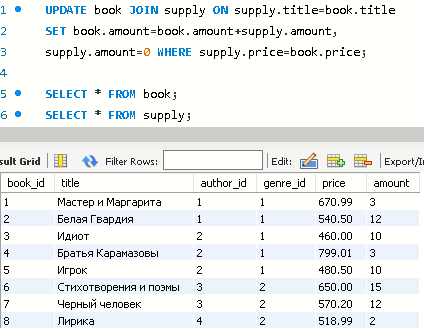 1 UPDATE book JOIN supply ON supply.title=book.title
2 SET book.amount=book.amount+supply.amount,
3 supply.amount=0 WHERE supply.price=book.price;
4
5 SELECT * FROM book;
6 SELECT * FROM supply;
sult Grid Filter Rows: Edit: Export/In
book_id title author_id genre_id price amount
1 Мастер и Маргарита 1 1 670.99 3
2 Белая Гвардия 1 1 540.50 12
3 Идиот 2 1 460.00 10
4 Братья Карамазовы 2 1 799.01 3
5 Игрок 2 1 480.50 10
6 Стихотворения и поэмы 3 2 650.00 15
7 Черный человек 3 2 570.20 12
8 Лирика 4 2 518.99 2